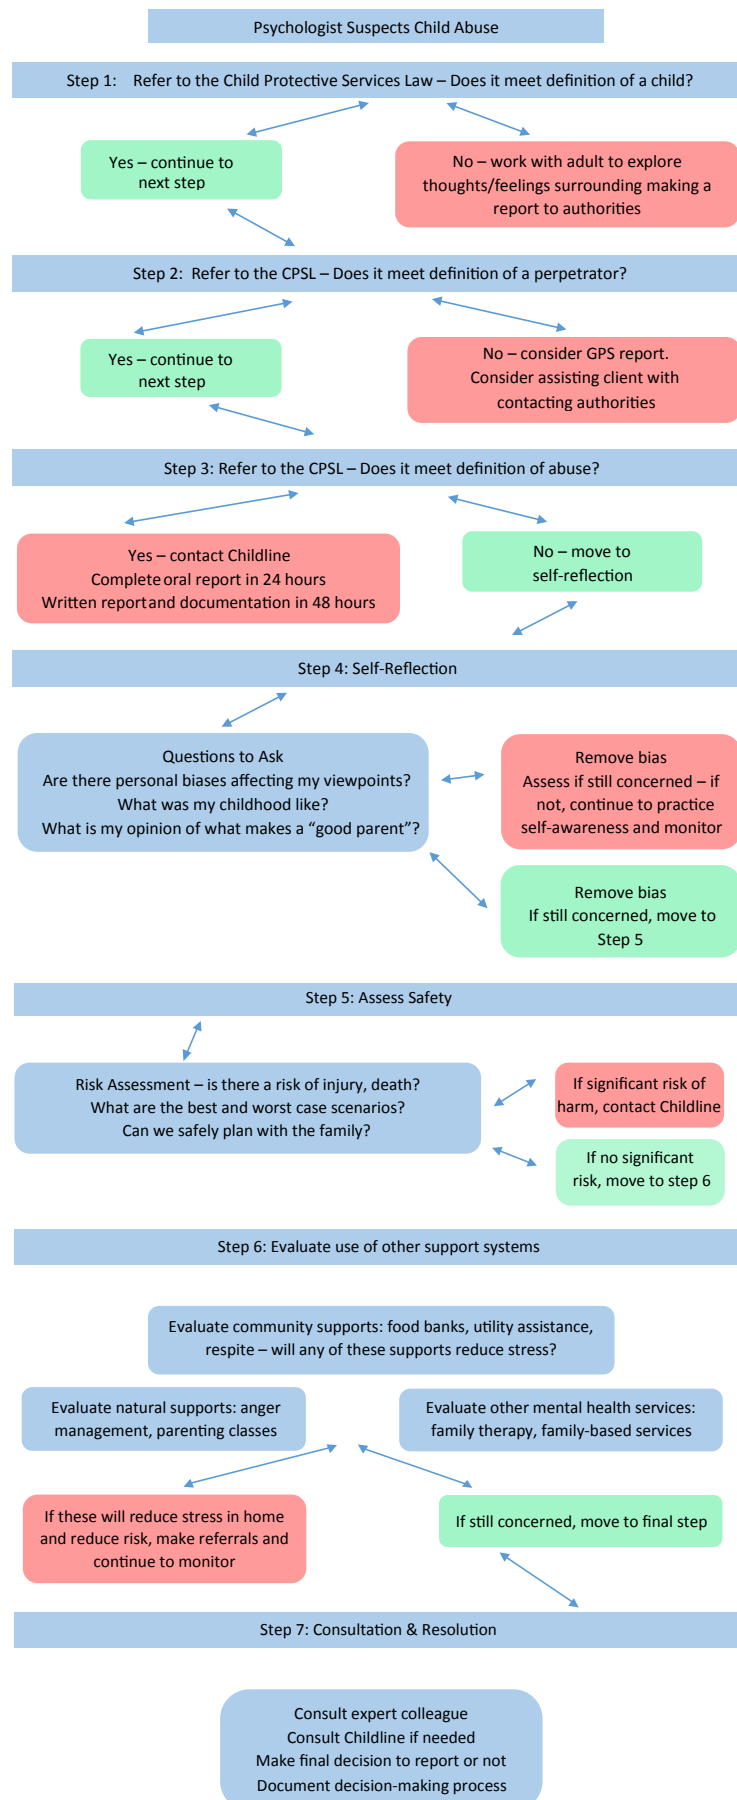 Psychologist Suspects Child Abuse
Step 1: Refer to the Child Protective Services Law – Does it meet definition of a child?
Yes – continue to
next step
No – work with adult to explore
thoughts/feelings surrounding making a
report to authorities
Step 2: Refer to the CPSL – Does it meet definition of a perpetrator?
Yes – continue to
next step
No – consider GPS report.
Consider assisting client with
contacting authorities
Step 3: Refer to the CPSL – Does it meet definition of abuse?
Yes – contact Childline
Complete oral report in 24 hours
Written report and documentation in 48 hours
No – move to
self-reflection
Step 4: Self-Reflection
Questions to Ask
Are there personal biases affecting my viewpoints?
What was my childhood like?
What is my opinion of what makes a “good parent”?
Remove bias
Assess if still concerned – if
not, continue to practice
self-awareness and monitor
Remove bias
If still concerned, move to
Step 5
Step 5: Assess Safety
Risk Assessment – is there a risk of injury, death?
What are the best and worst case scenarios?
Can we safely plan with the family?
If significant risk of
harm, contact Childline
If no significant
risk, move to step 6
Step 6: Evaluate use of other support systems
Evaluate community supports: food banks, utility assistance,
respite – will any of these supports reduce stress?
Evaluate natural supports: anger
management, parenting classes
Evaluate other mental health services:
family therapy, family-based services
If these will reduce stress in home
and reduce risk, make referrals and
continue to monitor
If still concerned, move to final step
Step 7: Consultation & Resolution
Consult expert colleague
Consult Childline if needed
Make final decision to report or not
Document decision-making process